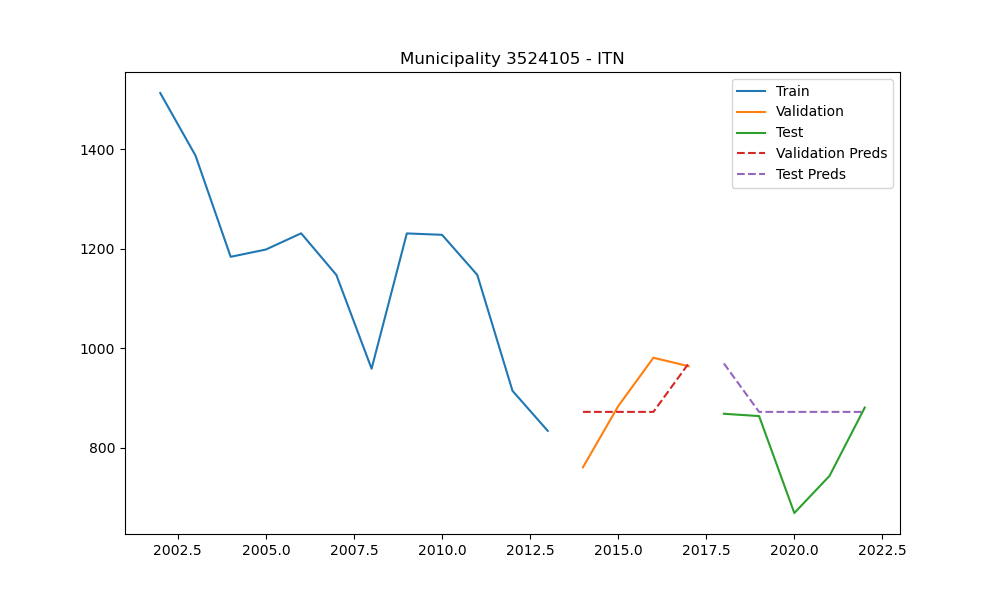 Municipality 3524105 - ITN
Train
Validation
Test
Validation Preds
Test Preds
1400
1200
1000
800
2002.5 2005.0 2007.5 2010.0 2012.5 2015.0 2017.5 2020.0 2022.5